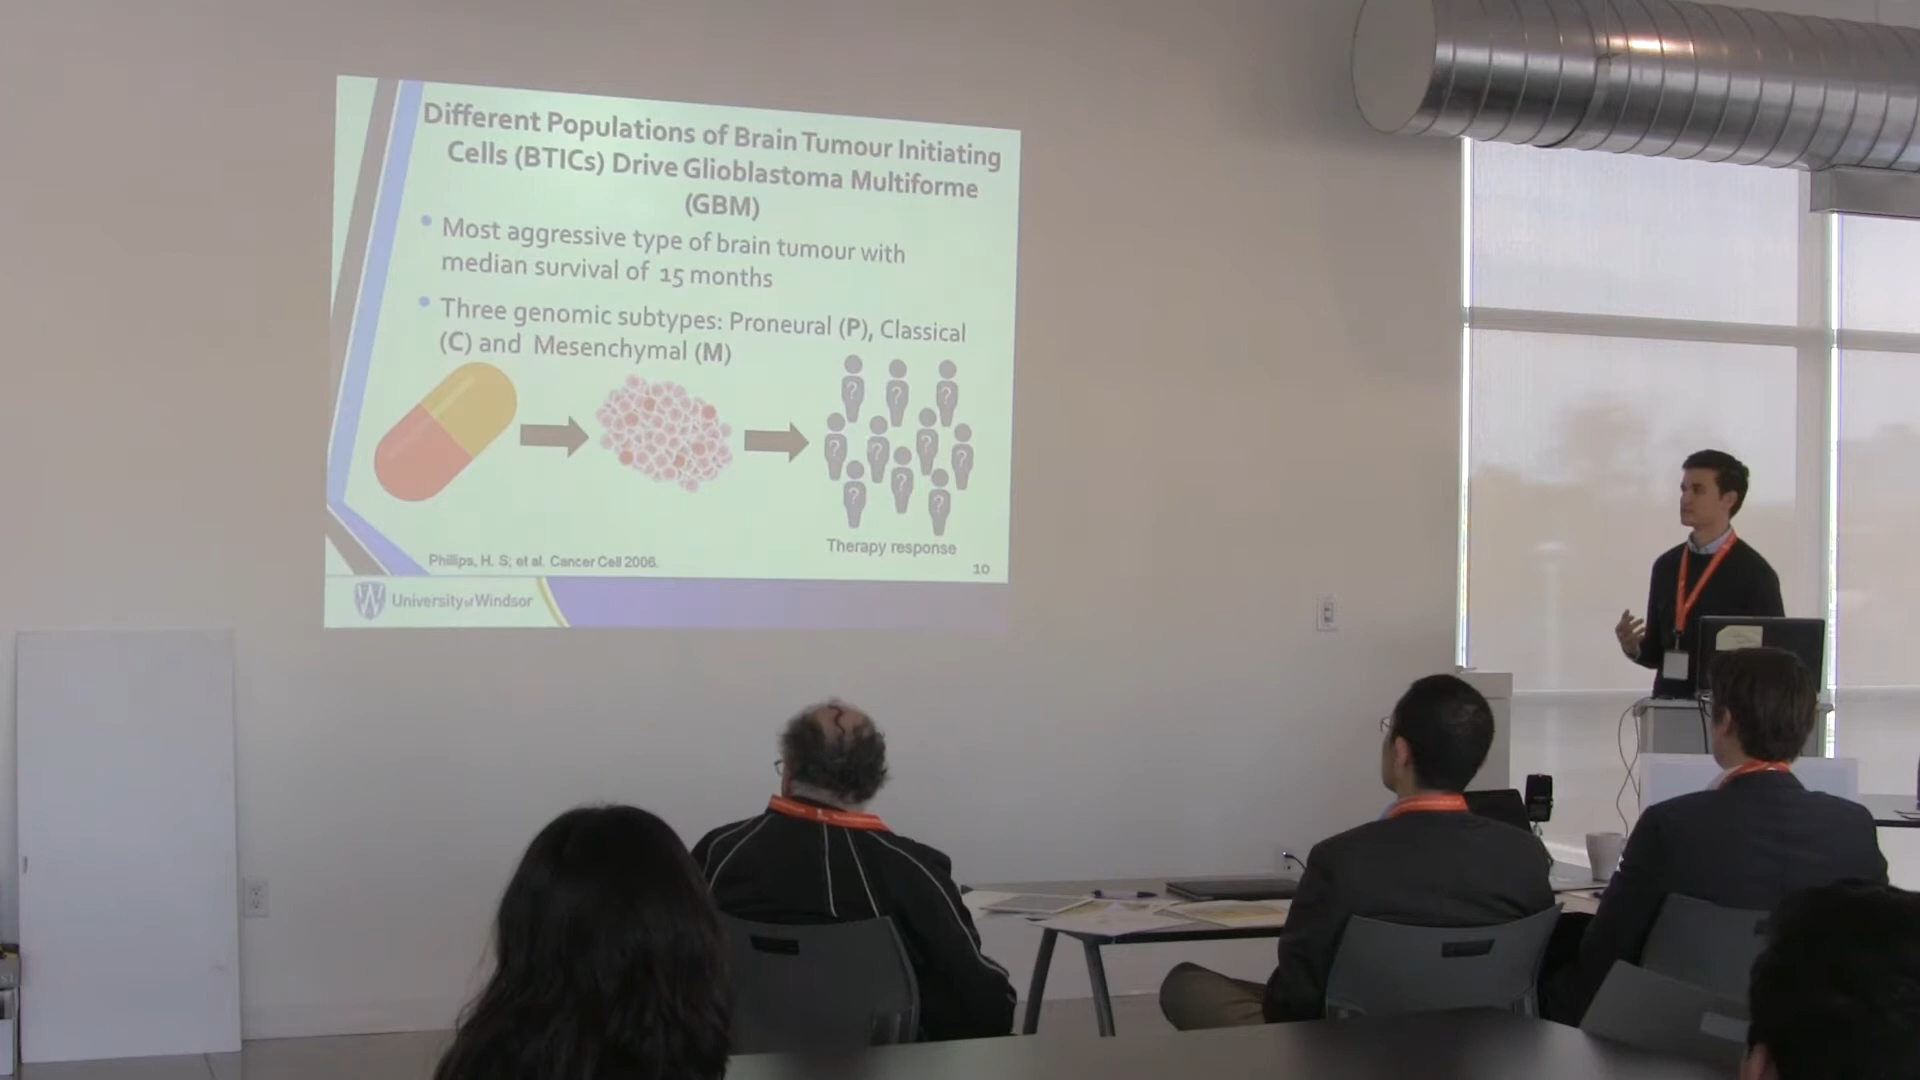 Different Populations of Brain Tumour Initiating
Cells (BTICs) Drive Glioblastoma Multiforme
(GBM)
• Most aggressive type of brain tumour with
median survival of 15 months
• Three genomic subtypes: Proneural (P), Classical
(C) and Mesenchymal (M)
? ? ?
? ? ? ?
? ? ?
Therapy response
Phillips, H. S; et al. Cancer Cell 2006.
10
University of Windsor